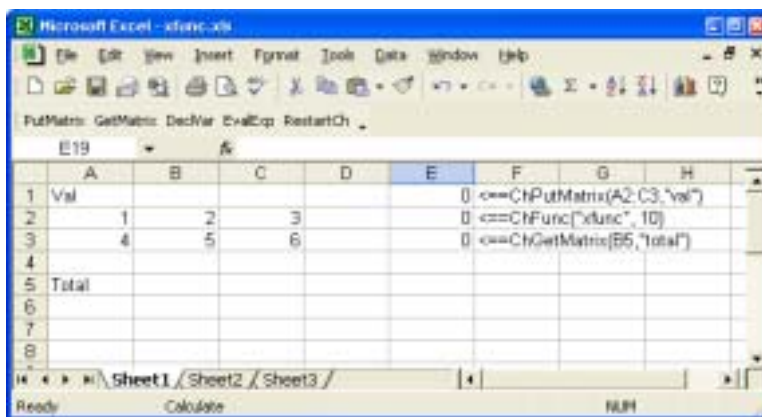 Microsoft Excel - xfunc.xls
File Edit View Insert Format Tools Data Window Help
PutMatrix GetMatrix DeclVar EvalExp RestartCh
E19 fx
A B C D E F G H
1 Val 0 <==ChPutMatrix(A2:C3,"val")
2 1 2 3 0 <==ChFunc("xfunc", 10)
3 4 5 6 0 <==ChGetMatrix(B5,"total")
4
5 Total
6
7
8
Sheet1 / Sheet2 / Sheet3 /
Ready Calculate NUM